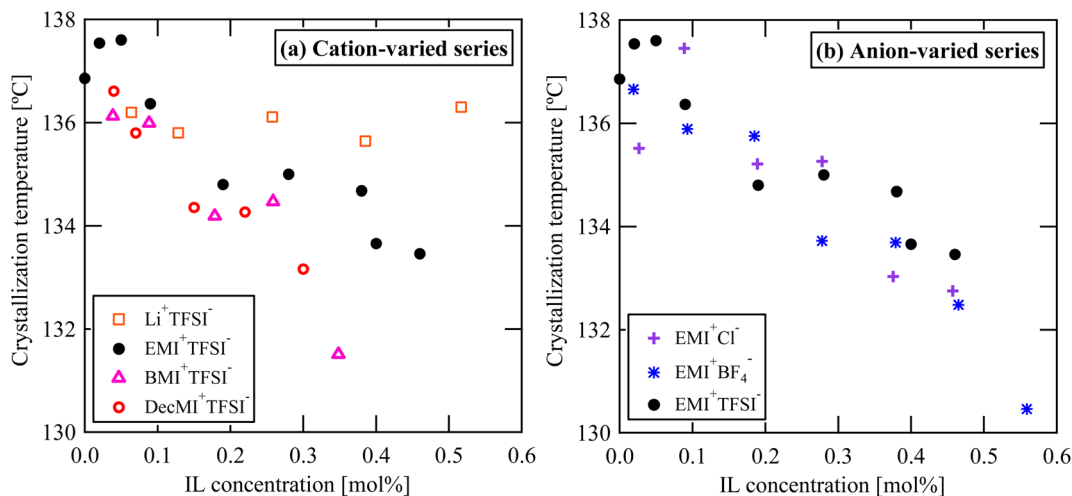 138
136
134
132
130
Crystallization temperature [ºC]
(a) Cation-varied series
Li⁺TFSI⁻
EMI⁺TFSI⁻
BMI⁺TFSI⁻
DecMI⁺TFSI⁻
0.0 0.1 0.2 0.3 0.4 0.5 0.6
IL concentration [mol%]
138
136
134
132
130
Crystallization temperature [ºC]
(b) Anion-varied series
EMI⁺Cl⁻
EMI⁺BF₄⁻
EMI⁺TFSI⁻
0.0 0.1 0.2 0.3 0.4 0.5 0.6
IL concentration [mol%]